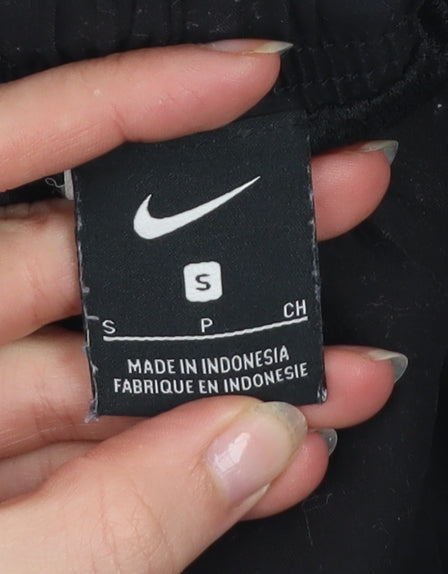 S
S P CH
MADE IN INDONESIA
FABRIQUE EN INDONESIE